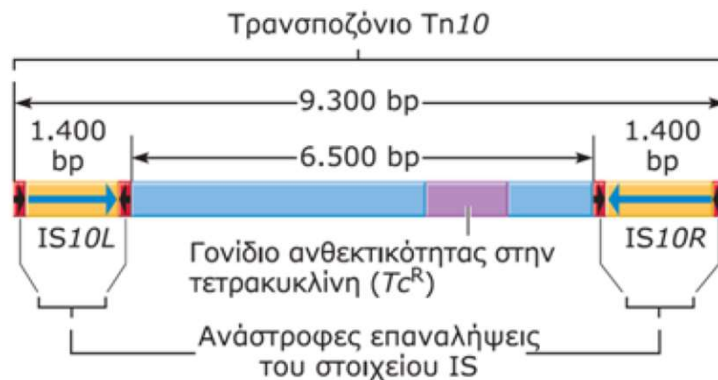 Τρανσποζόνιο Tn10
9.300 bp
1.400
bp
6.500 bp
1.400
bp
IS10L
IS10R
Γονίδιο ανθεκτικότητας στην
τετρακυκλίνη (Tcᴿ)
Ανάστροφες επαναλήψεις
του στοιχείου IS